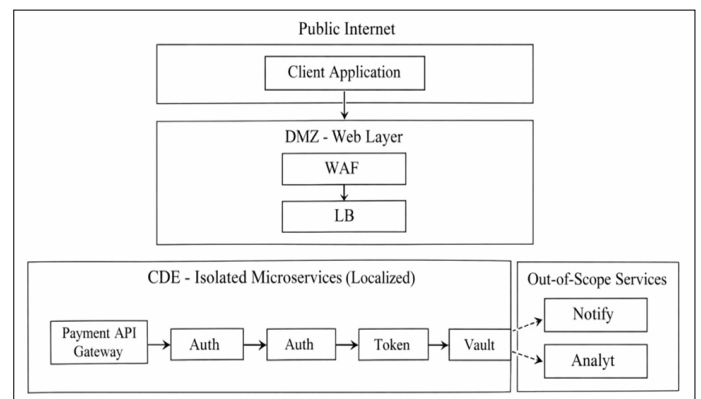 Public Internet
Client Application
DMZ - Web Layer
WAF
LB
CDE - Isolated Microservices (Localized)
Payment API
Gateway
Auth
Auth
Token
Vault
Out-of-Scope Services
Notify
Analyt